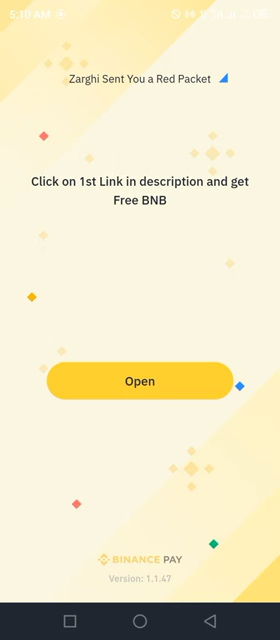 5:10 AM
Zarghi Sent You a Red Packet
Click on 1st Link in description and get
Free BNB
Open
BINANCE PAY
Version: 1.1.47